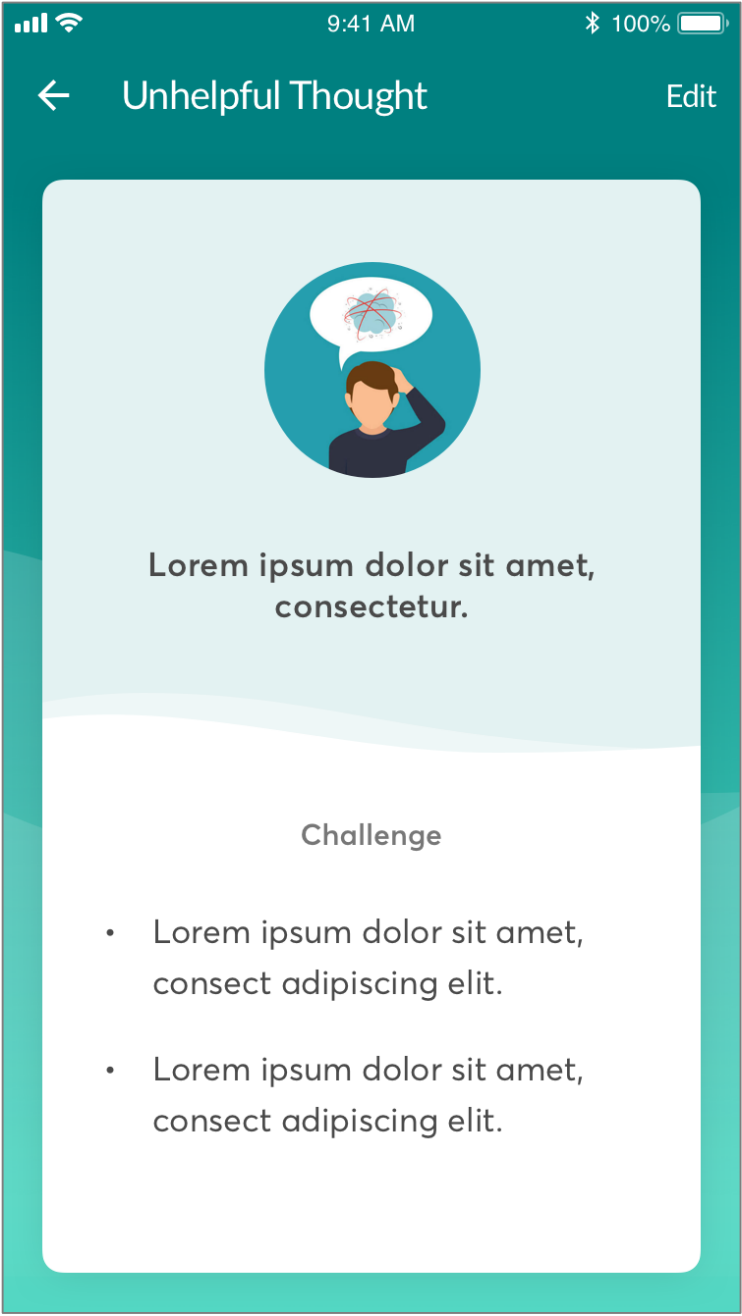 9:41 AM 100%
Unhelpful Thought Edit
Lorem ipsum dolor sit amet,
consectetur.
Challenge
• Lorem ipsum dolor sit amet,
consect adipiscing elit.
• Lorem ipsum dolor sit amet,
consect adipiscing elit.